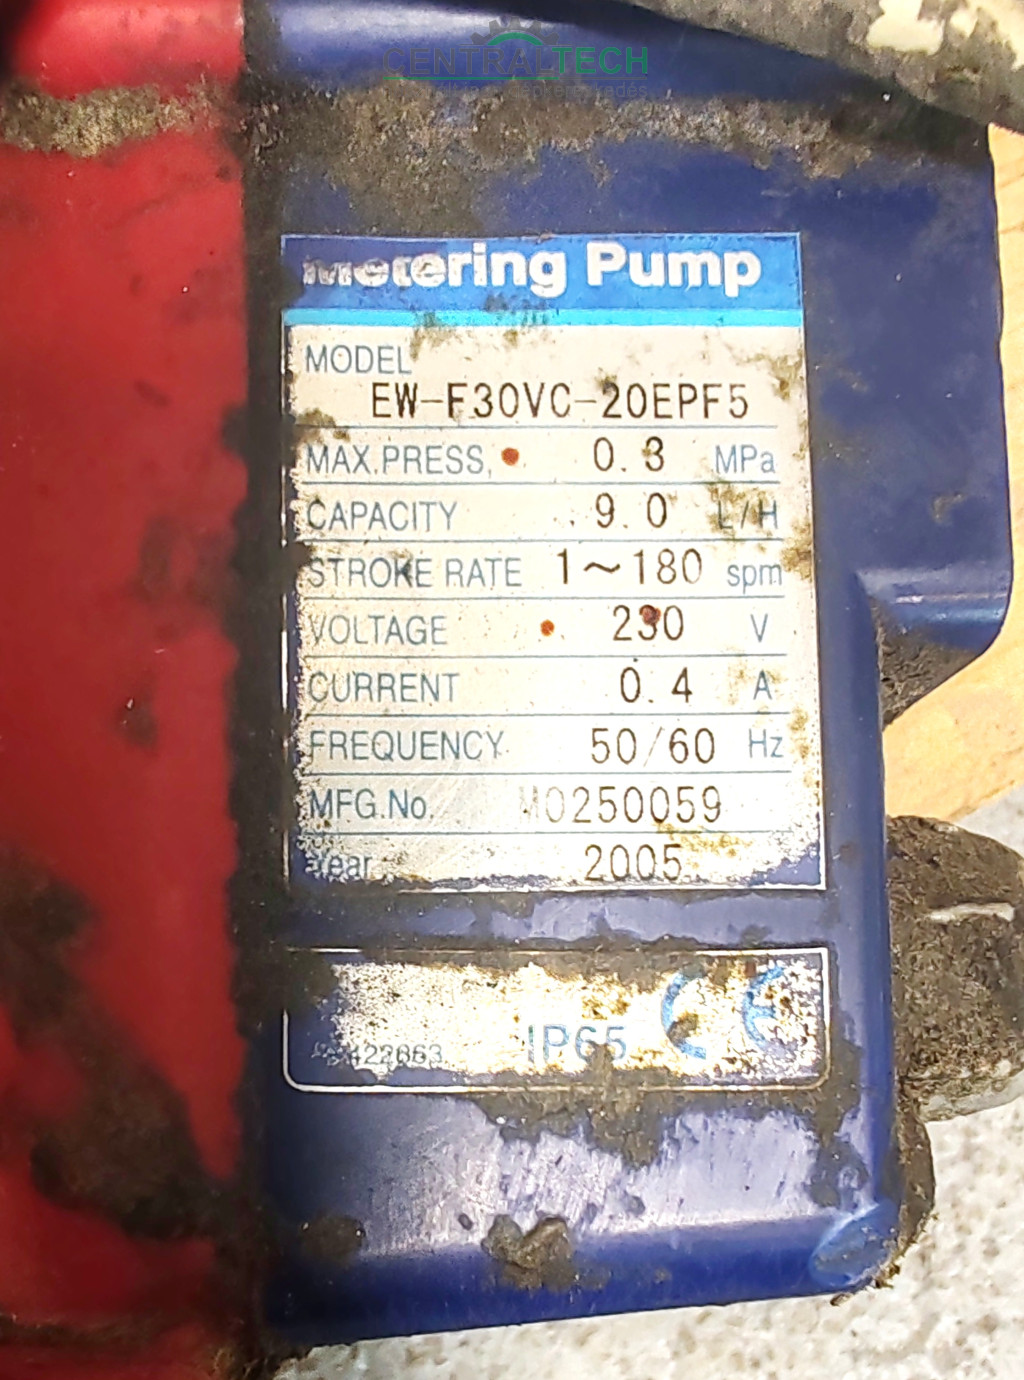 CENTRALTECH
Metering Pump
MODEL
EW-F30VC-20EPF5
MAX.PRESS. 0.3 MPa
CAPACITY 9.0 L/H
STROKE RATE 1~180 spm
VOLTAGE 230 V
CURRENT 0.4 A
FREQUENCY 50/60 Hz
MFG.No. M0250059
Year 2005
IP65 CE